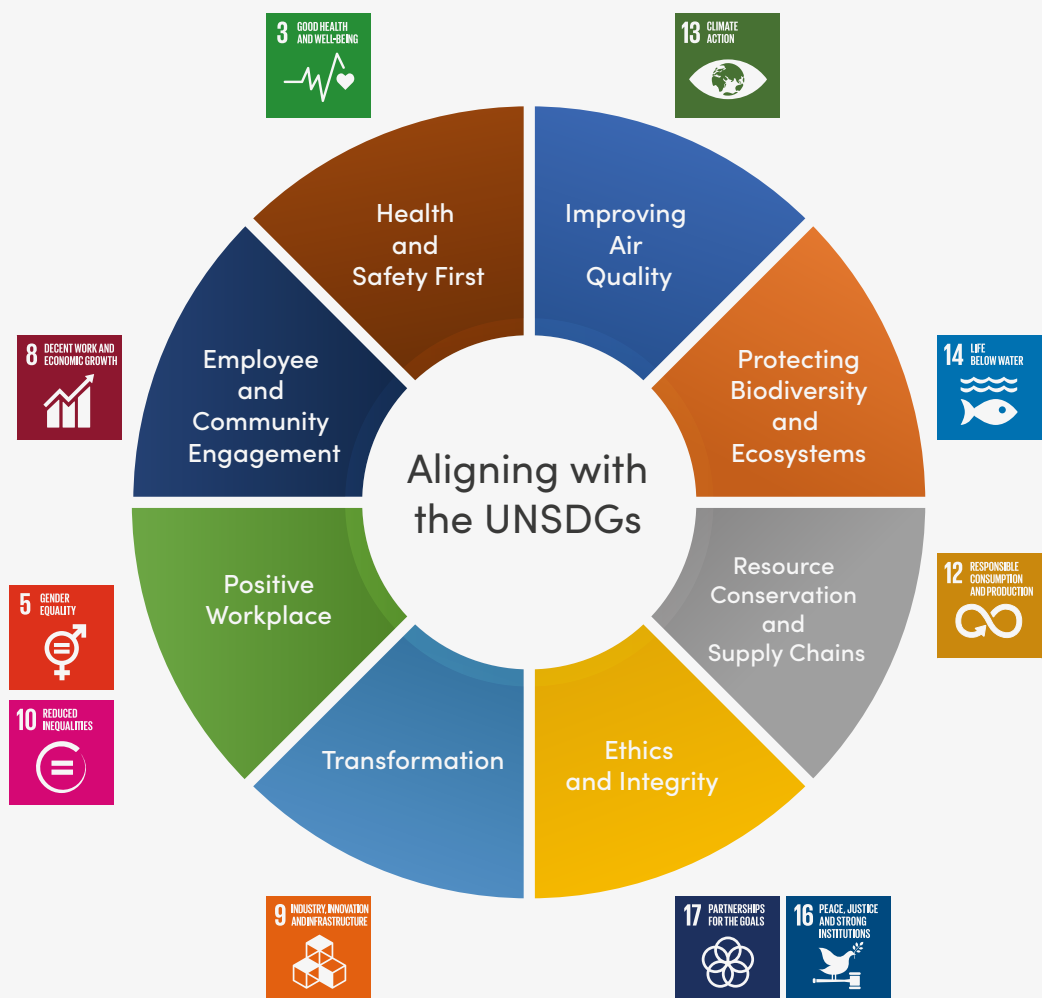 3 GOOD HEALTH
AND WELL-BEING
13 CLIMATE
ACTION
Health
and
Safety First
Improving
Air
Quality
8 DECENT WORK AND
ECONOMIC GROWTH
Employee
and
Community
Engagement
Protecting
Biodiversity
and
Ecosystems
14 LIFE
BELOW WATER
Aligning with
the UNSDGs
5 GENDER
EQUALITY
10 REDUCED
INEQUALITIES
Positive
Workplace
Resource
Conservation
and
Supply Chains
12 RESPONSIBLE
CONSUMPTION
AND PRODUCTION
Transformation
Ethics
and Integrity
9 INDUSTRY, INNOVATION
AND INFRASTRUCTURE
17 PARTNERSHIPS
FOR THE GOALS
16 PEACE, JUSTICE
AND STRONG
INSTITUTIONS